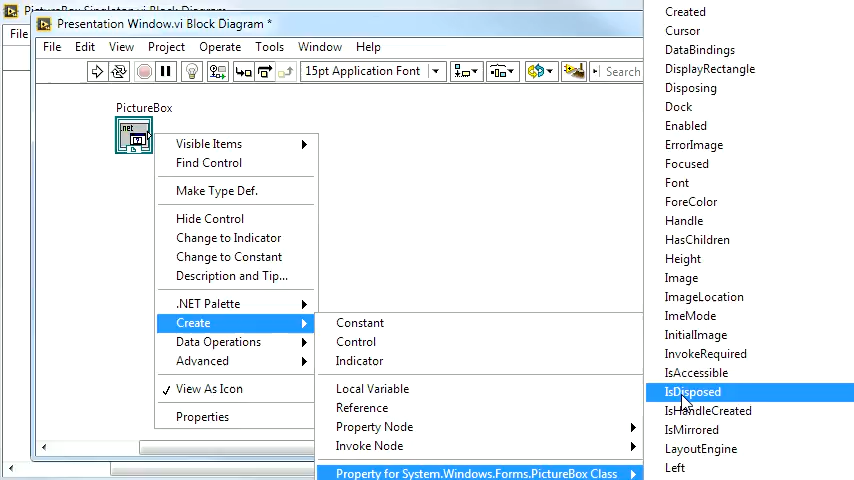 PictureBox Singleton.vi Block Diagram
File
Presentation Window.vi Block Diagram *
File Edit View Project Operate Tools Window Help
15pt Application Font Search
PictureBox
.net
Visible Items
Find Control
Make Type Def.
Hide Control
Change to Indicator
Change to Constant
Description and Tip...
.NET Palette
Create
Data Operations
Advanced
View As Icon
Properties
Constant
Control
Indicator
Local Variable
Reference
Property Node
Invoke Node
Property for System.Windows.Forms.PictureBox Class
Created
Cursor
DataBindings
DisplayRectangle
Disposing
Dock
Enabled
ErrorImage
Focused
Font
ForeColor
Handle
HasChildren
Height
Image
ImageLocation
ImeMode
InitialImage
InvokeRequired
IsAccessible
IsDisposed
IsHandleCreated
IsMirrored
LayoutEngine
Left